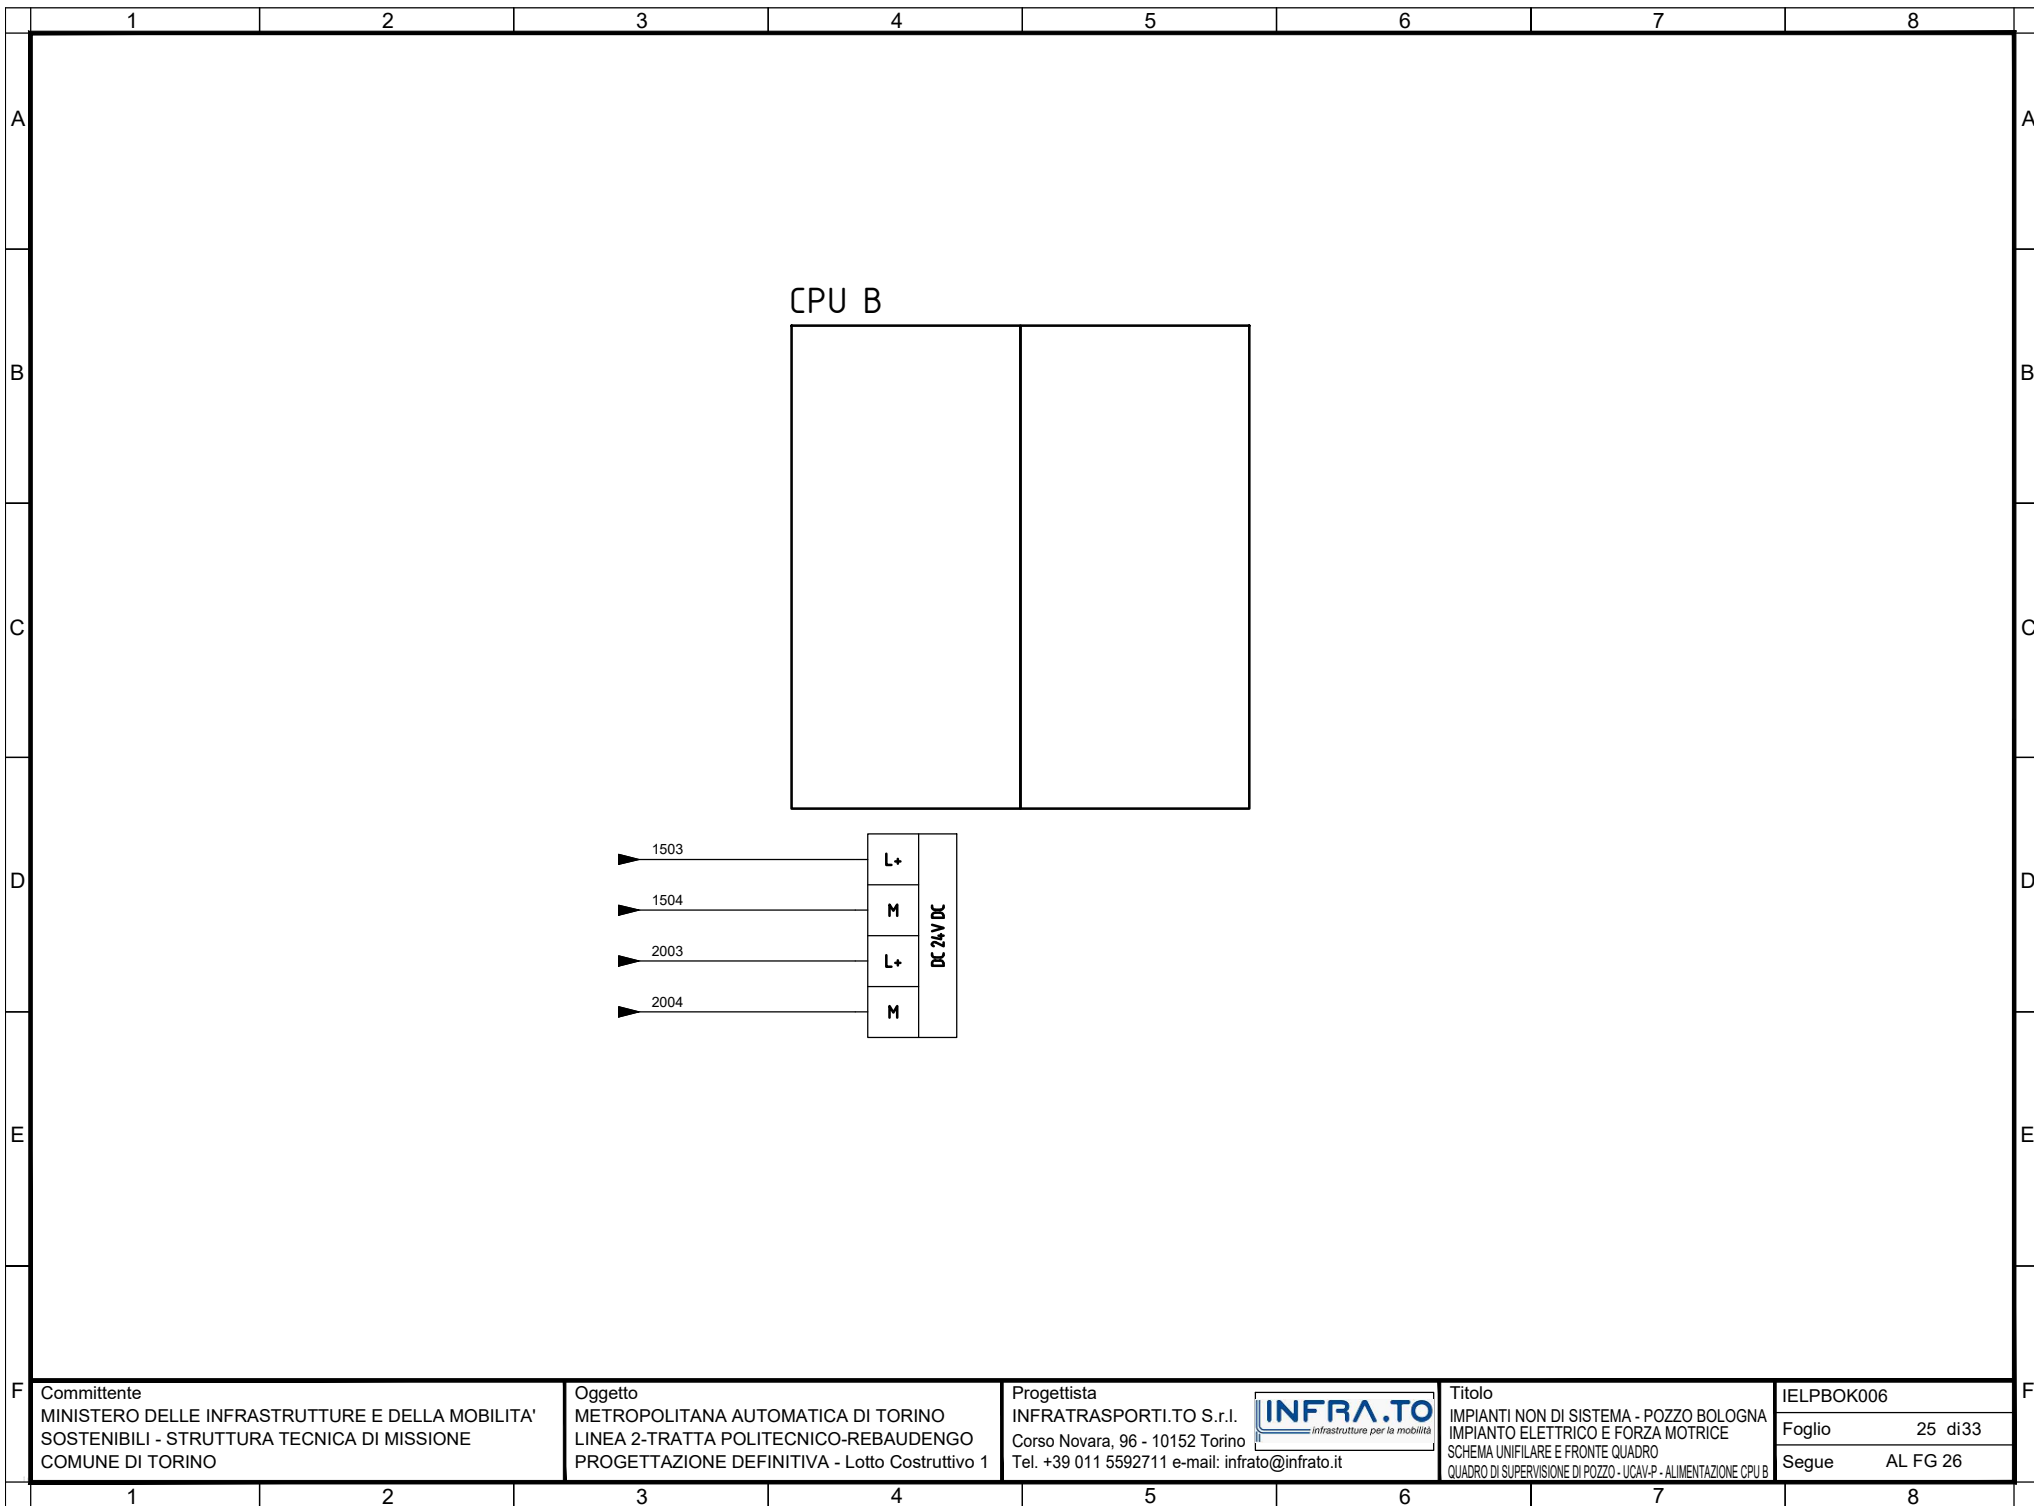 1 2 3 4 5 6 7 8
A A
B B
C C
D D
E E
F F
CPU B
1503 L+
1504 M
2003 L+
2004 M
DC 24V DC
Committente
MINISTERO DELLE INFRASTRUTTURE E DELLA MOBILITA'
SOSTENIBILI - STRUTTURA TECNICA DI MISSIONE
COMUNE DI TORINO
Oggetto
METROPOLITANA AUTOMATICA DI TORINO
LINEA 2-TRATTA POLITECNICO-REBAUDENGO
PROGETTAZIONE DEFINITIVA - Lotto Costruttivo 1
Progettista
INFRATRASPORTI.TO S.r.l.
Corso Novara, 96 - 10152 Torino
Tel. +39 011 5592711 e-mail: infrato@infrato.it
INFRA.TO
infrastrutture per la mobilità
Titolo
IMPIANTI NON DI SISTEMA - POZZO BOLOGNA
IMPIANTO ELETTRICO E FORZA MOTRICE
SCHEMA UNIFILARE E FRONTE QUADRO
QUADRO DI SUPERVISIONE DI POZZO - UCAV-P - ALIMENTAZIONE CPU B
IELPBOK006
Foglio 25 di33
Segue AL FG 26
1 2 3 4 5 6 7 8